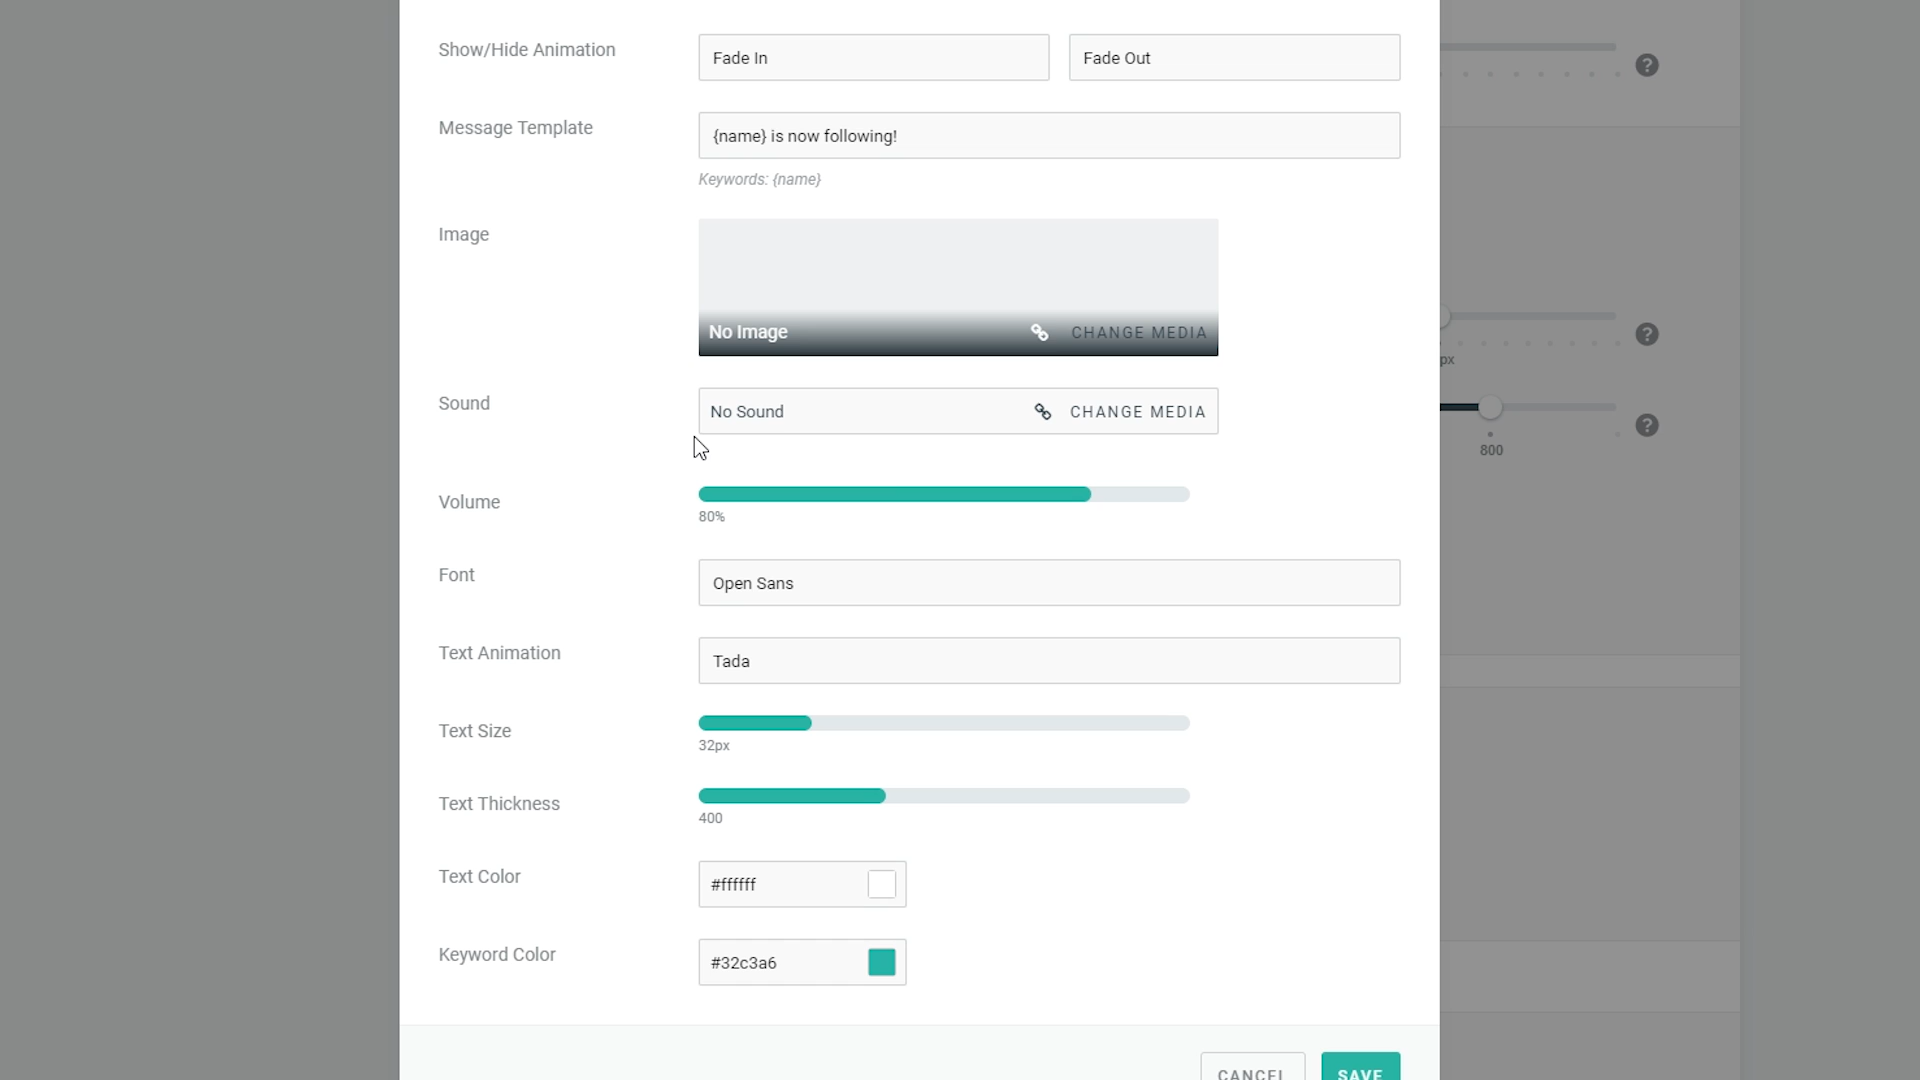 Show/Hide Animation
Fade In
Fade Out
Message Template
{name} is now following!
Keywords: {name}
Image
No Image
CHANGE MEDIA
Sound
No Sound
CHANGE MEDIA
Volume
80%
Font
Open Sans
Text Animation
Tada
Text Size
32px
Text Thickness
400
Text Color
#ffffff
Keyword Color
#32c3a6
CANCEL
SAVE
?
?
px
?
800